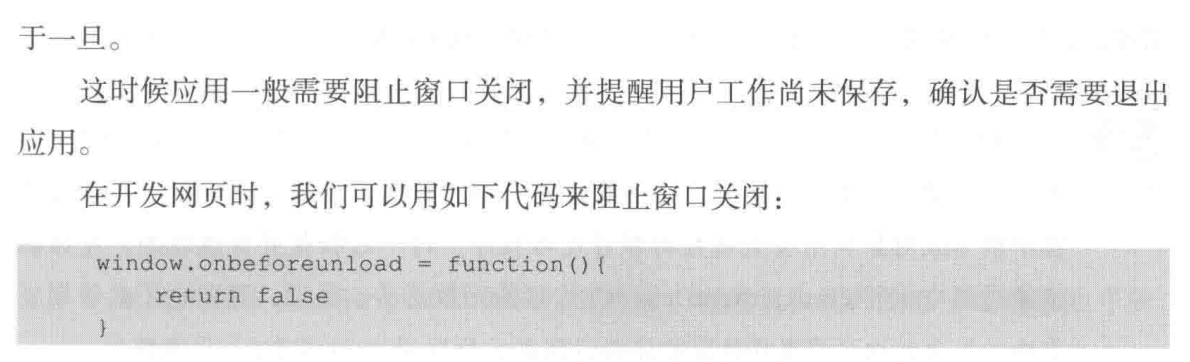 于一旦。
这时候应用一般需要阻止窗口关闭，并提醒用户工作尚未保存，确认是否需要退出
应用。
在开发网页时，我们可以用如下代码来阻止窗口关闭：
window.onbeforeunload = function(){
    return false
}